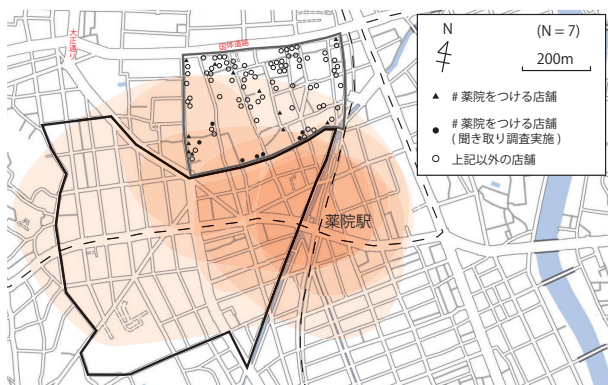 大正通り
国体道路
薬院駅
N
(N = 7)
200m
▲ # 薬院をつける店舗
● # 薬院をつける店舗
( 聞き取り調査実施 )
○ 上記以外の店舗